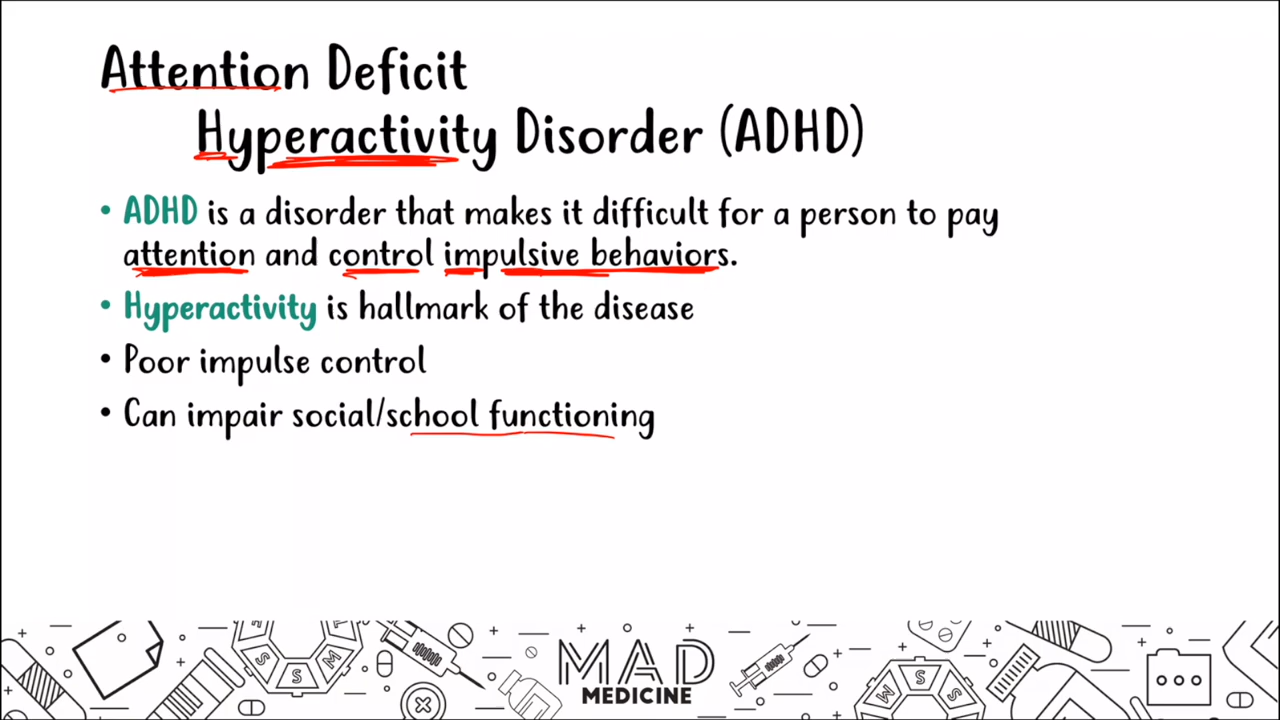 Attention Deficit
Hyperactivity Disorder (ADHD)
• ADHD is a disorder that makes it difficult for a person to pay
attention and control impulsive behaviors.
• Hyperactivity is hallmark of the disease
• Poor impulse control
• Can impair social/school functioning
MAD
MEDICINE